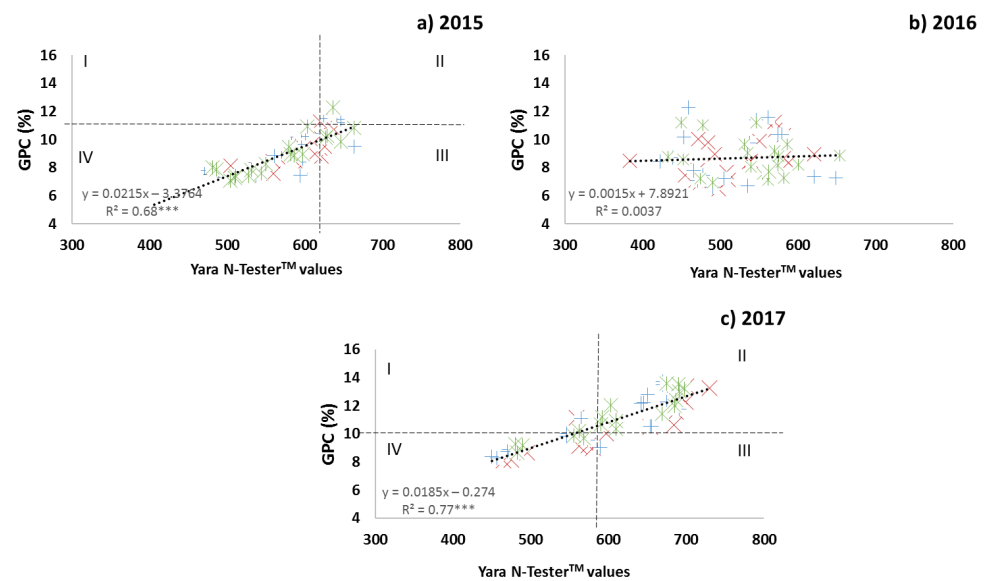 a) 2015
16
14
12
10
8
6
4
GPC (%)
I
II
IV
III
y = 0.0215x – 3.3764
R² = 0.68***
300
400
500
600
700
800
Yara N-Tester™ values
b) 2016
16
14
12
10
8
6
4
GPC (%)
y = 0.0015x + 7.8921
R² = 0.0037
300
400
500
600
700
800
Yara N-Tester™ values
c) 2017
16
14
12
10
8
6
4
GPC (%)
I
II
IV
III
y = 0.0185x – 0.274
R² = 0.77***
300
400
500
600
700
800
Yara N-Tester™ values